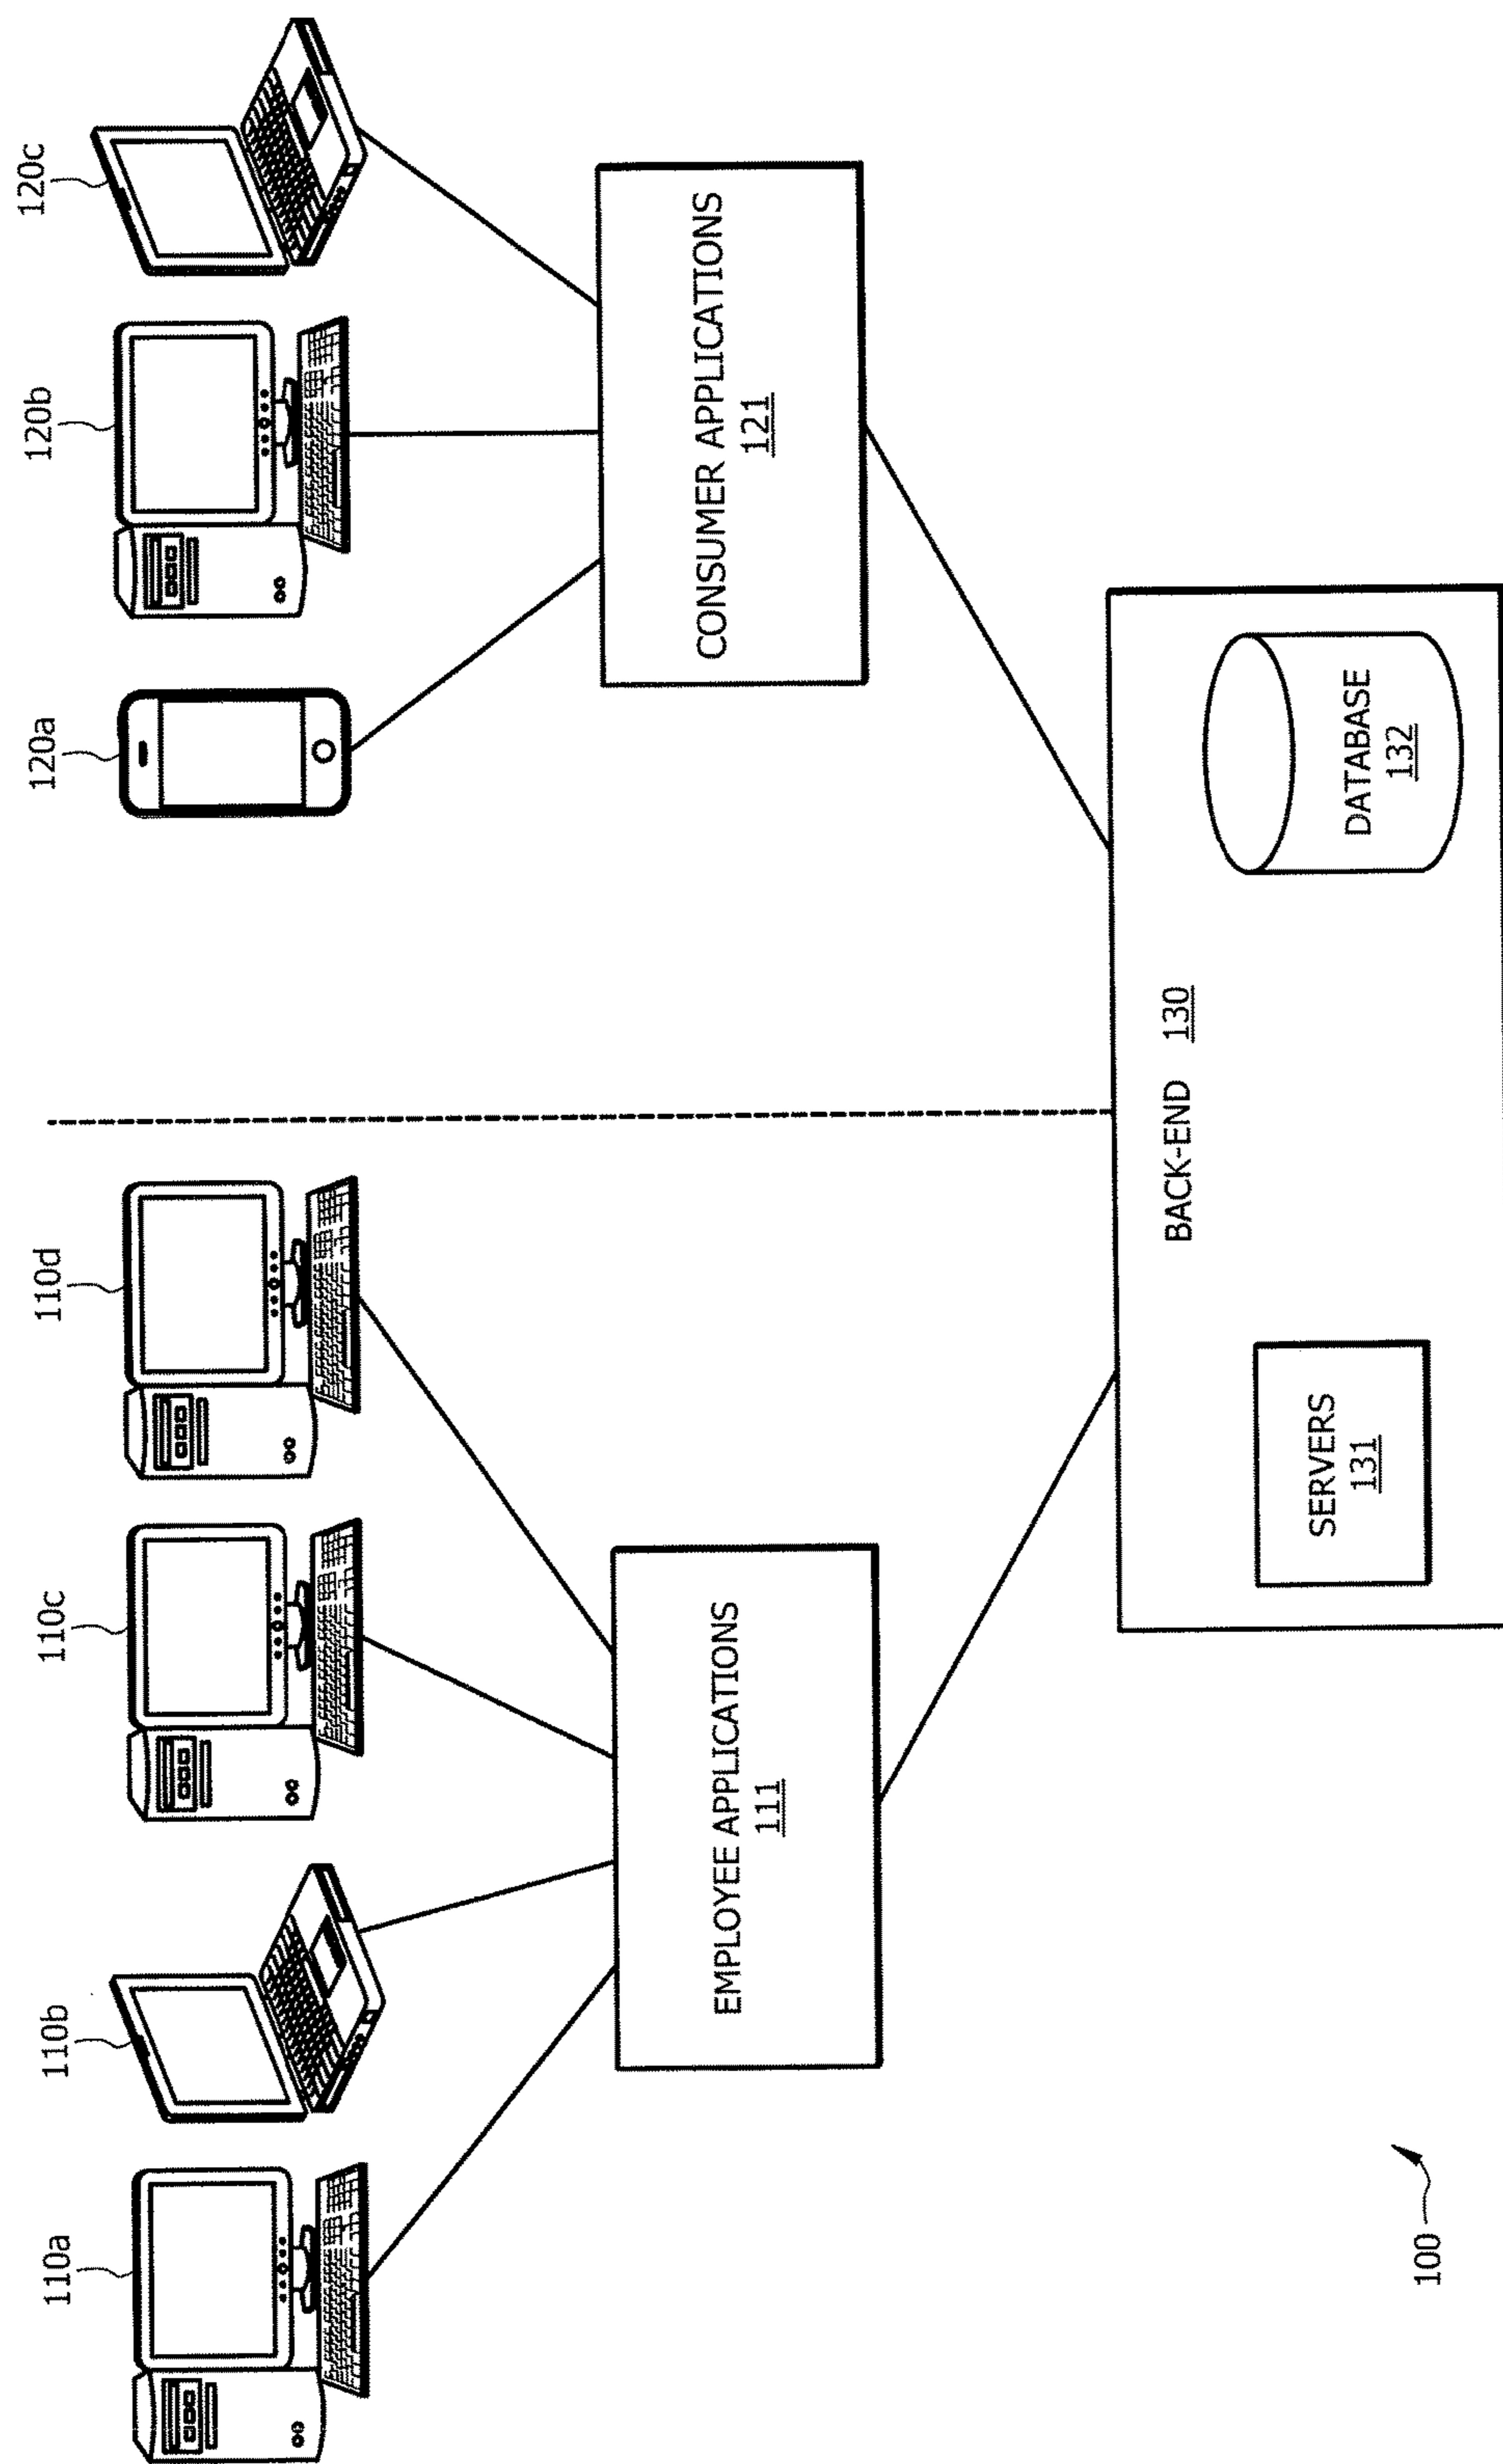 110a
110b
110c
110d
120a
120b
120c
EMPLOYEE APPLICATIONS
111
CONSUMER APPLICATIONS
121
BACK-END 130
SERVERS
131
DATABASE
132
100